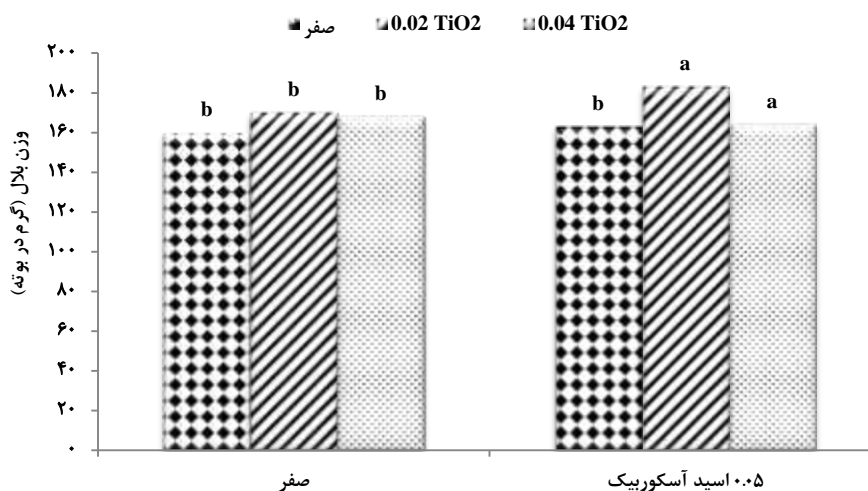 صفر 0.02 TiO2 0.04 TiO2
وزن بلال (گرم در بوته)
۲۰۰
۱۸۰
۱۶۰
۱۴۰
۱۲۰
۱۰۰
۸۰
۶۰
۴۰
۲۰
۰
b b b b a a
صفر ۰.۰۵ اسید آسکوربیک